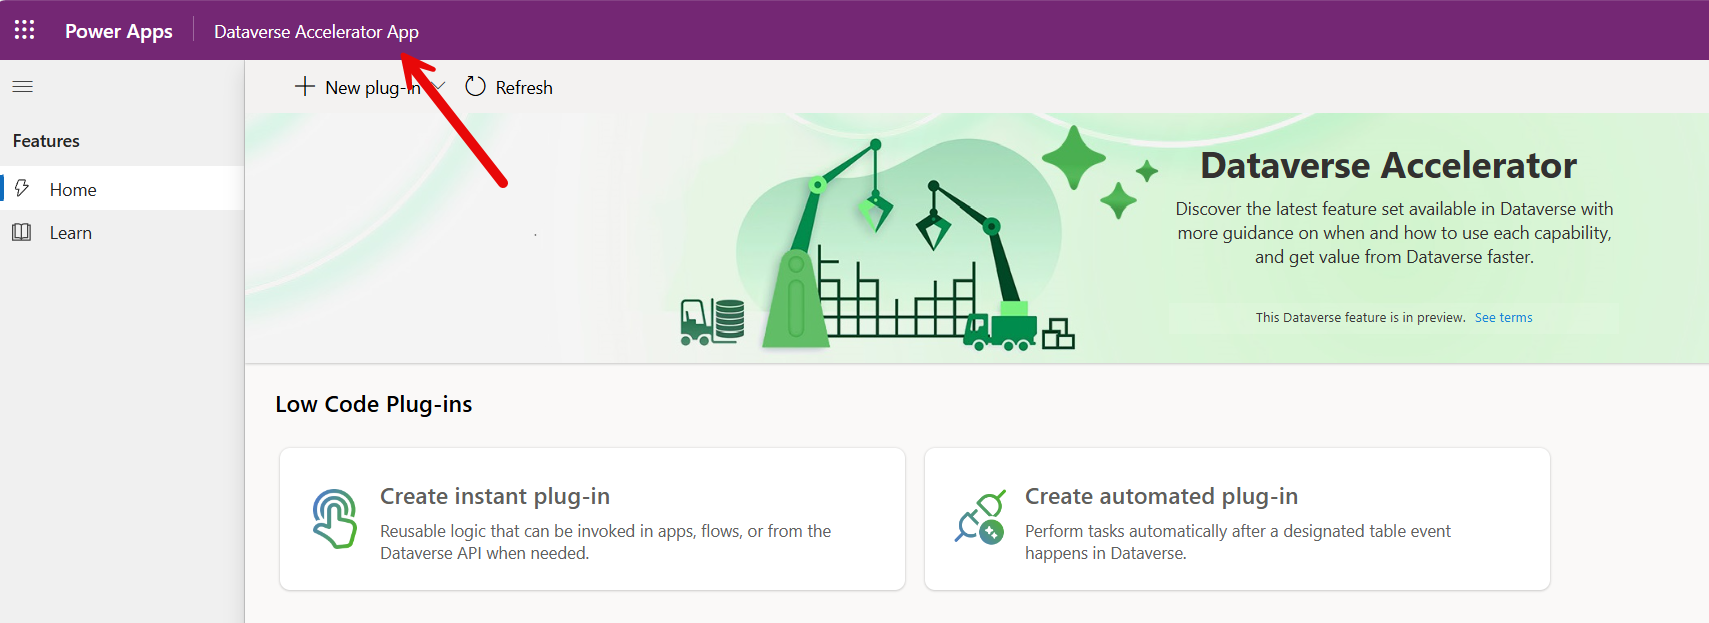 Power Apps
Dataverse Accelerator App
New plug-in
Refresh
Features
Home
Learn
Dataverse Accelerator
Discover the latest feature set available in Dataverse with
more guidance on when and how to use each capability,
and get value from Dataverse faster.
This Dataverse feature is in preview. See terms
Low Code Plug-ins
Create instant plug-in
Reusable logic that can be invoked in apps, flows, or from the
Dataverse API when needed.
Create automated plug-in
Perform tasks automatically after a designated table event
happens in Dataverse.